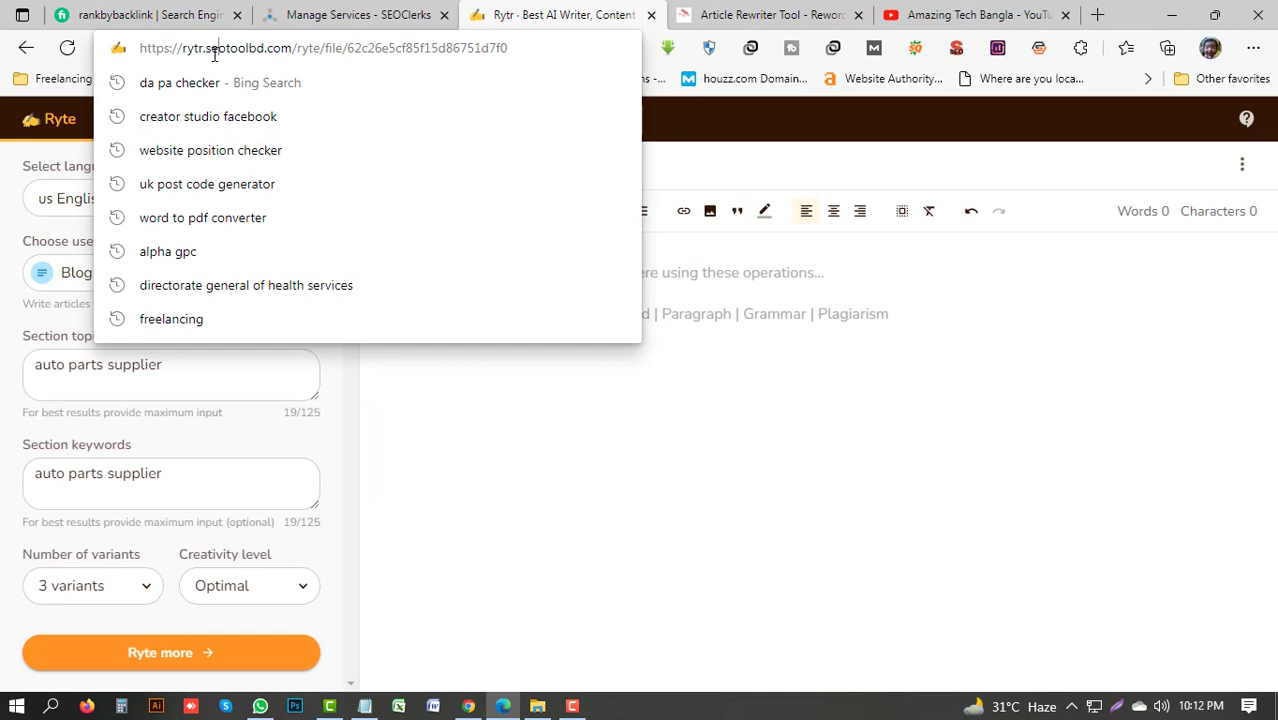 rankbybacklink | Search Engin
Manage Services - SEOClerks
Rytr - Best AI Writer, Content
Article Rewriter Tool - Rewor
Amazing Tech Bangla - YouTu
https://rytr.seotoolbd.com/ryte/file/62c26e5cf85f15d86751d7f0
Freelancing
houzz.com Domain...
Website Authority...
Where are you locat...
Other favorites
da pa checker - Bing Search
creator studio facebook
website position checker
uk post code generator
word to pdf converter
alpha gpc
directorate general of health services
freelancing
Ryte
Select langu
us Englis
Choose use
Blog
Write articles
Words 0 Characters 0
ere using these operations...
d | Paragraph | Grammar | Plagiarism
Section topi
auto parts supplier
For best results provide maximum input 19/125
Section keywords
auto parts supplier
For best results provide maximum input (optional) 19/125
Number of variants Creativity level
3 variants Optimal
Ryte more
31°C Haze
10:12 PM